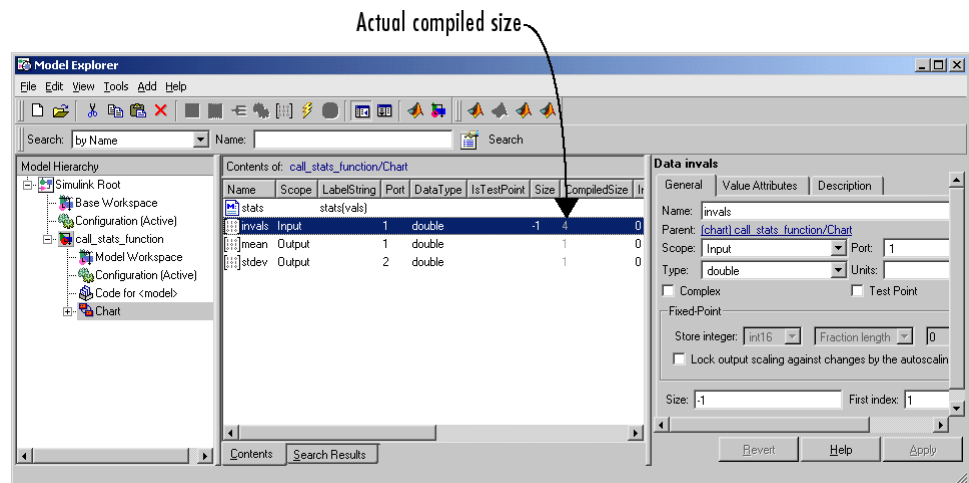 Actual compiled size
Model Explorer
File Edit View Tools Add Help
Search: by Name Name: Search
Model Hierarchy
Simulink Root
Base Workspace
Configuration (Active)
call_stats_function
Model Workspace
Configuration (Active)
Code for <model>
Chart
Contents of: call_stats_function/Chart
Name Scope LabelString Port DataType IsTestPoint Size CompiledSize
stats stats(vals)
invals Input 1 double -1 4 0
mean Output 1 double 1 0
stdev Output 2 double 1 0
Contents Search Results
Data invals
General Value Attributes Description
Name: invals
Parent: (chart) call_stats_function/Chart
Scope: Input Port: 1
Type: double Units:
Complex Test Point
Fixed-Point
Store integer: int16 Fraction length 0
Lock output scaling against changes by the autoscalin
Size: -1 First index: 1
Revert Help Apply